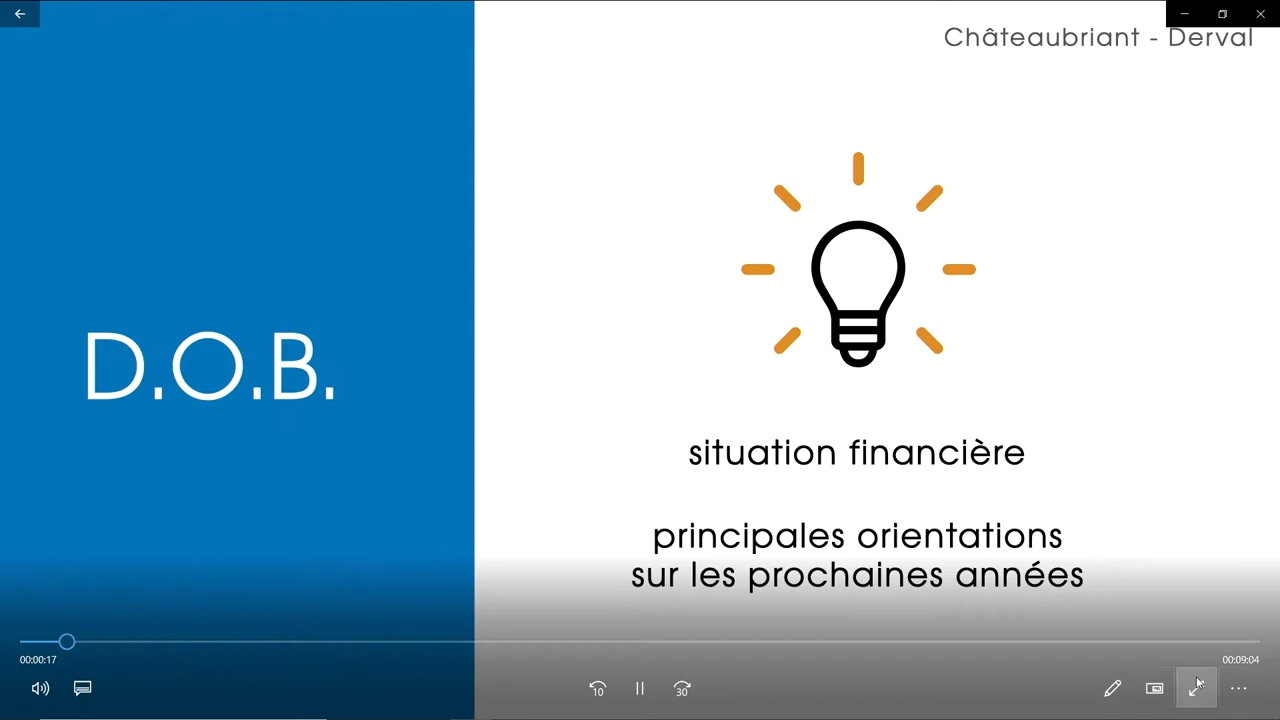 Châteaubriant - Derval
D.O.B.
situation financière
principales orientations
sur les prochaines années
00:00:17
00:09:04
10
30